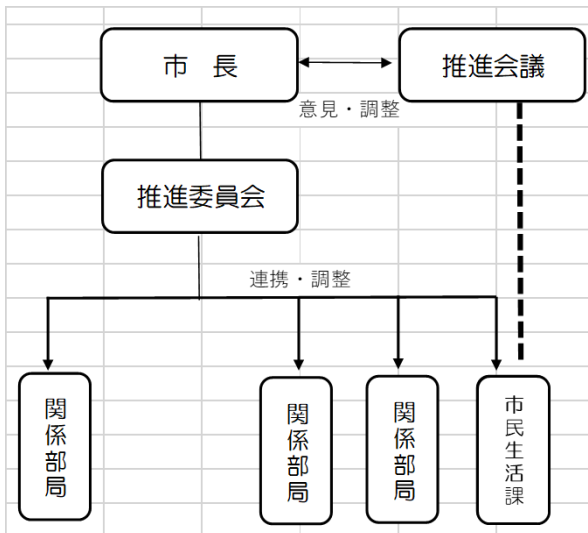 市　長
推進会議
意見・調整
推進委員会
連携・調整
関係部局
関係部局
関係部局
市民生活課